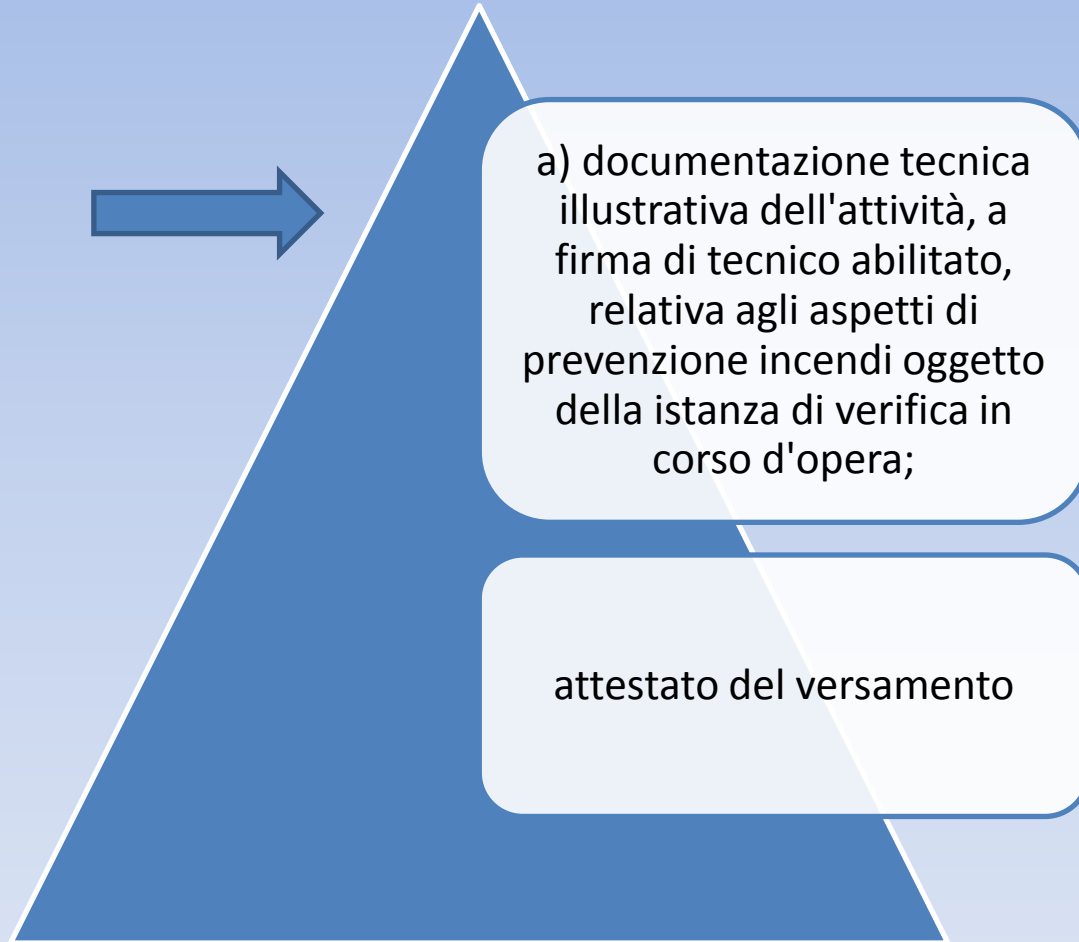 a) documentazione tecnica
illustrativa dell'attività, a
firma di tecnico abilitato,
relativa agli aspetti di
prevenzione incendi oggetto
della istanza di verifica in
corso d'opera;
attestato del versamento